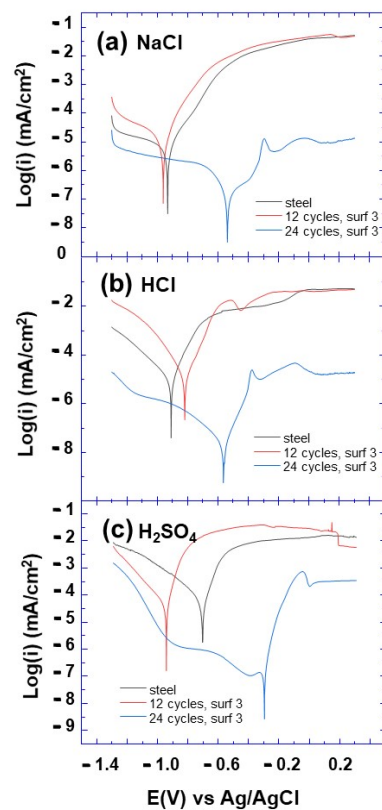 (a) NaCl
- 1
- 2
- 3
- 4
- 5
- 6
- 7
- 8
0
Log(i) (mA/cm²)
steel
12 cycles, surf 3
24 cycles, surf 3
(b) HCl
- 2
- 4
- 6
- 8
Log(i) (mA/cm²)
steel
12 cycles, surf 3
24 cycles, surf 3
(c) H₂SO₄
- 1
- 2
- 3
- 4
- 5
- 6
- 7
- 8
- 9
Log(i) (mA/cm²)
steel
12 cycles, surf 3
24 cycles, surf 3
- 1.4 - 1.0 - 0.6 - 0.2 0.2
E(V) vs Ag/AgCl